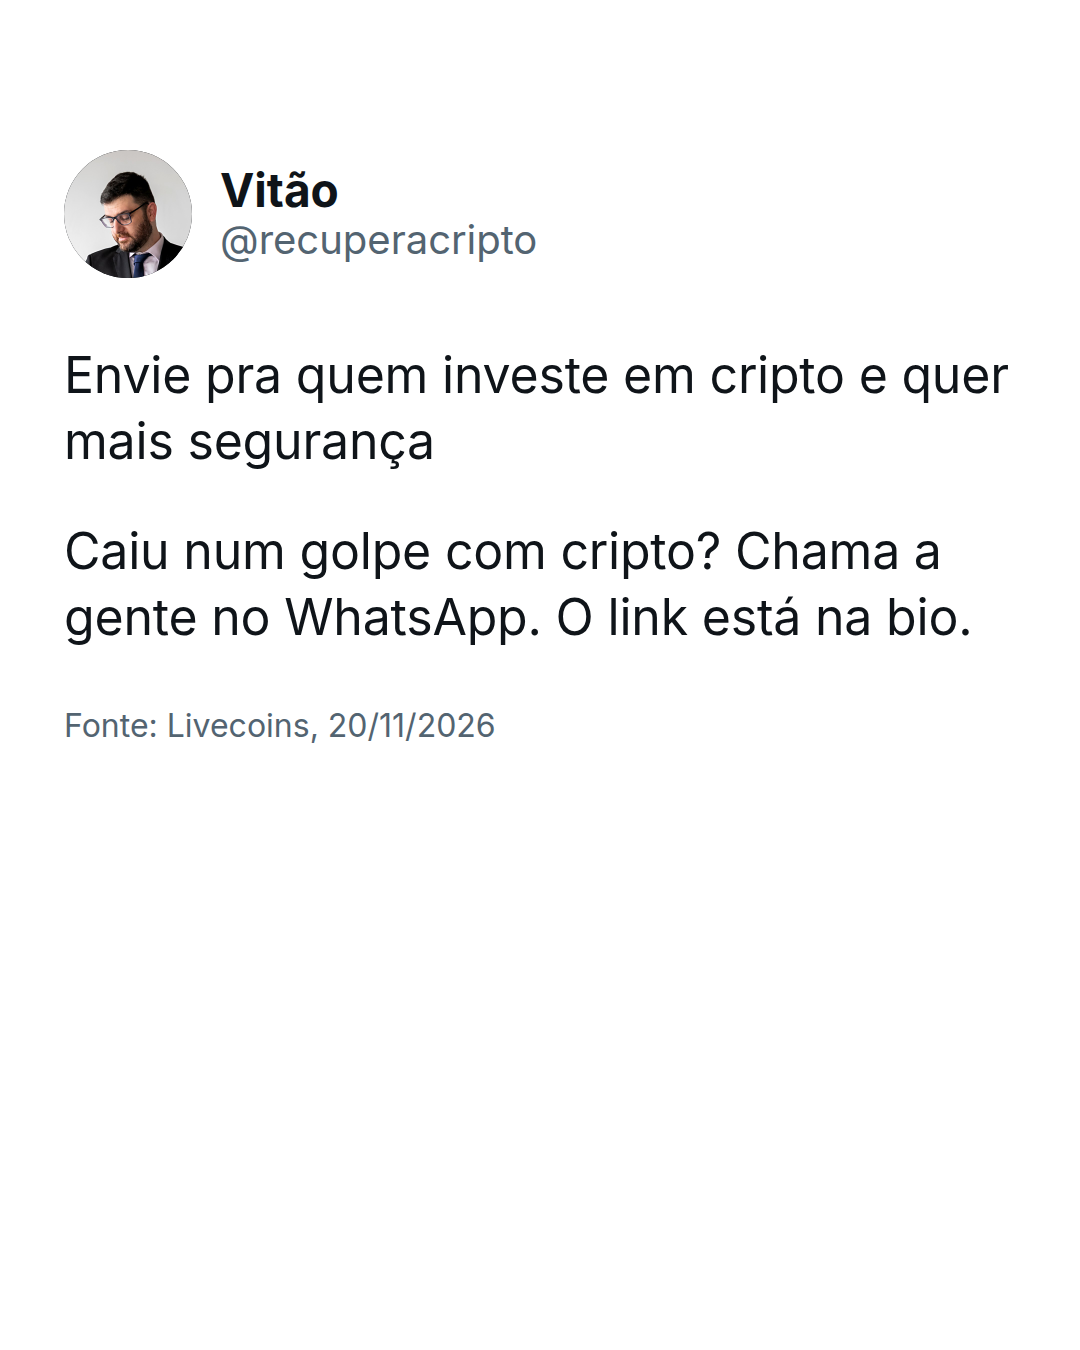 Vitão
@recuperacripto
Envie pra quem investe em cripto e quer
mais segurança
Caiu num golpe com cripto? Chama a
gente no WhatsApp. O link está na bio.
Fonte: Livecoins, 20/11/2026